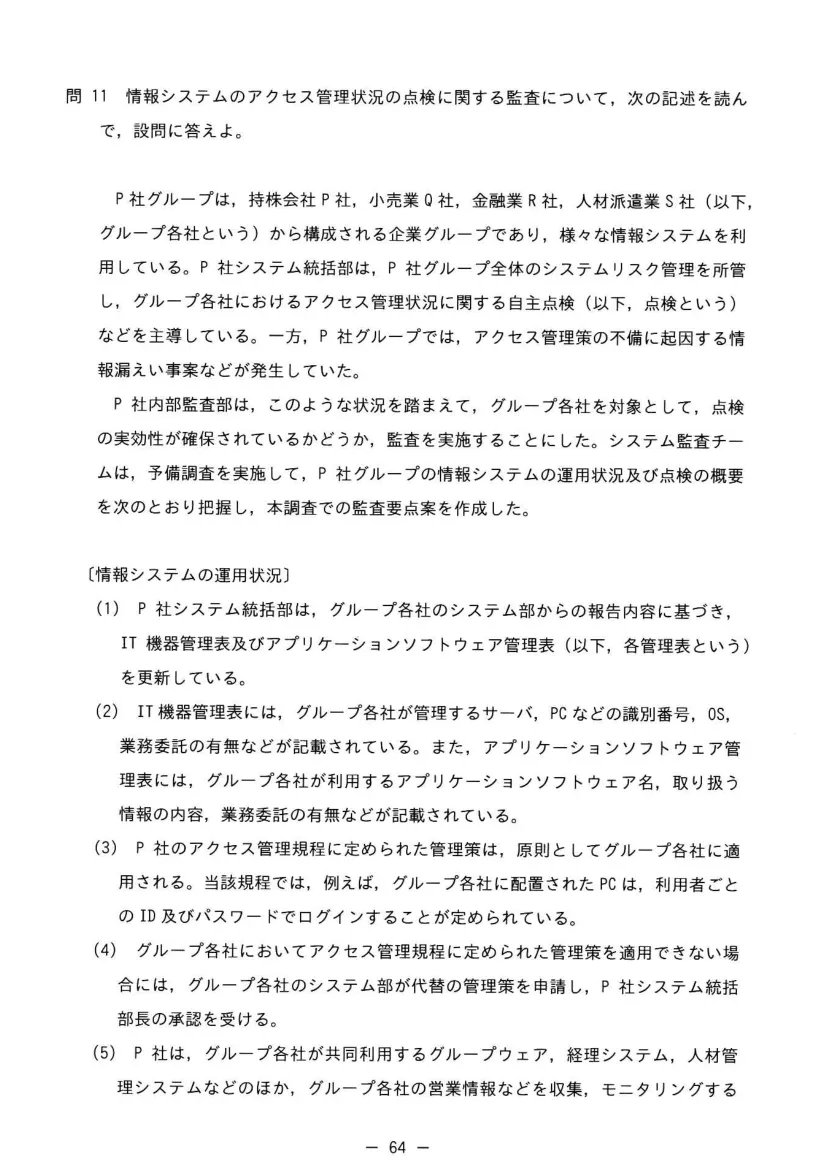 問 11 情報システムのアクセス管理状況の点検に関する監査について，次の記述を読ん
で，設問に答えよ。
P 社グループは，持株会社 P 社，小売業 Q 社，金融業 R 社，人材派遣業 S 社（以下，
グループ各社という）から構成される企業グループであり，様々な情報システムを利
用している。P 社システム統括部は，P 社グループ全体のシステムリスク管理を所管
し，グループ各社におけるアクセス管理状況に関する自主点検（以下，点検という）
などを主導している。一方，P 社グループでは，アクセス管理策の不備に起因する情
報漏えい事案などが発生していた。
P 社内部監査部は，このような状況を踏まえて，グループ各社を対象として，点検
の実効性が確保されているかどうか，監査を実施することにした。システム監査チー
ムは，予備調査を実施して，P 社グループの情報システムの運用状況及び点検の概要
を次のとおり把握し，本調査での監査要点案を作成した。
〔情報システムの運用状況〕
(1) P 社システム統括部は，グループ各社のシステム部からの報告内容に基づき，
IT 機器管理表及びアプリケーションソフトウェア管理表（以下，各管理表という）
を更新している。
(2) IT 機器管理表には，グループ各社が管理するサーバ，PC などの識別番号，OS，
業務委託の有無などが記載されている。また，アプリケーションソフトウェア管
理表には，グループ各社が利用するアプリケーションソフトウェア名，取り扱う
情報の内容，業務委託の有無などが記載されている。
(3) P 社のアクセス管理規程に定められた管理策は，原則としてグループ各社に適
用される。当該規程では，例えば，グループ各社に配置された PC は，利用者ごと
の ID 及びパスワードでログインすることが定められている。
(4) グループ各社においてアクセス管理規程に定められた管理策を適用できない場
合には，グループ各社のシステム部が代替の管理策を申請し，P 社システム統括
部長の承認を受ける。
(5) P 社は，グループ各社が共同利用するグループウェア，経理システム，人材管
理システムなどのほか，グループ各社の営業情報などを収集，モニタリングする
― 64 ―